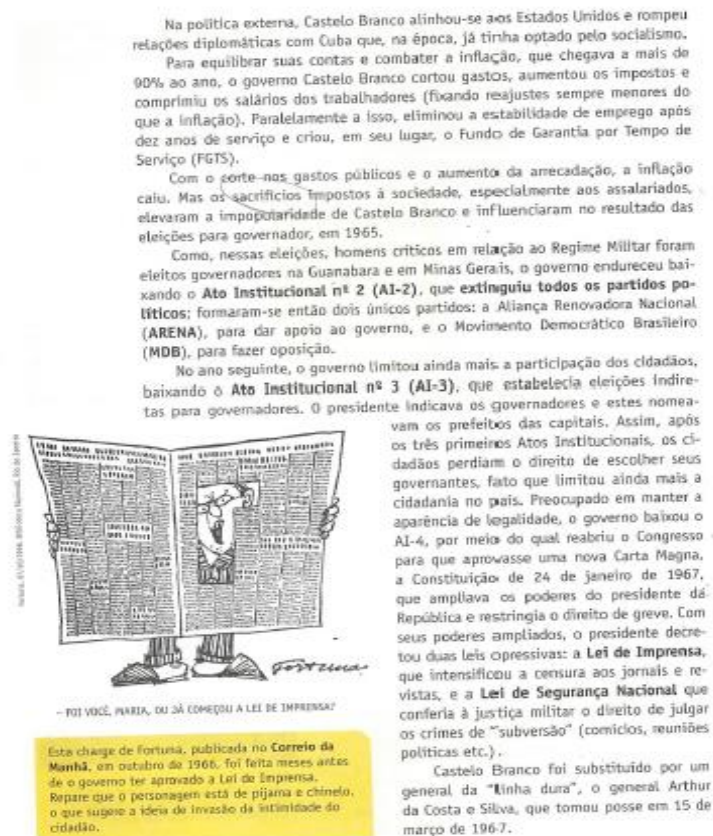 Na política externa, Castelo Branco alinhou-se aos Estados Unidos e rompeu
relações diplomáticas com Cuba que, na época, já tinha optado pelo socialismo.
Para equilibrar suas contas e combater a inflação, que chegava a mais de
90% ao ano, o governo Castelo Branco cortou gastos, aumentou os impostos e
comprimiu os salários dos trabalhadores (fixando reajustes sempre menores do
que a inflação). Paralelamente a isso, eliminou a estabilidade de emprego após
dez anos de serviço e criou, em seu lugar, o Fundo de Garantia por Tempo de
Serviço (FGTS).
Com o corte nos gastos públicos e o aumento da arrecadação, a inflação
caiu. Mas os sacrifícios impostos à sociedade, especialmente aos assalariados,
elevaram a impopularidade de Castelo Branco e influenciaram no resultado das
eleições para governador, em 1965.
Como, nessas eleições, homens críticos em relação ao Regime Militar foram
eleitos governadores na Guanabara e em Minas Gerais, o governo endureceu bai-
xando o Ato Institucional nº 2 (AI-2), que extinguiu todos os partidos po-
líticos; formaram-se então dois únicos partidos: a Aliança Renovadora Nacional
(ARENA), para dar apoio ao governo, e o Movimento Democrático Brasileiro
(MDB), para fazer oposição.
No ano seguinte, o governo limitou ainda mais a participação dos cidadãos,
baixando o Ato Institucional nº 3 (AI-3), que estabelecia eleições indire-
tas para governadores. O presidente indicava os governadores e estes nomea-
vam os prefeitos das capitais. Assim, após
os três primeiros Atos Institucionais, os ci-
dadãos perdiam o direito de escolher seus
governantes, fato que limitou ainda mais a
cidadania no país. Preocupado em manter a
aparência de legalidade, o governo baixou o
AI-4, por meio do qual reabriu o Congresso
para que aprovasse uma nova Carta Magna,
a Constituição de 24 de janeiro de 1967,
que ampliava os poderes do presidente da
República e restringia o direito de greve. Com
seus poderes ampliados, o presidente decre-
tou duas leis opressivas: a Lei de Imprensa,
que intensificou a censura aos jornais e re-
vistas, e a Lei de Segurança Nacional que
conferia à justiça militar o direito de julgar
os crimes de "subversão" (comícios, reuniões
políticas etc.).
Castelo Branco foi substituído por um
general da "linha dura", o general Arthur
da Costa e Silva, que tomou posse em 15 de
março de 1967.
Fortuna
– FOI VOCÊ, MARIA, OU JÁ COMEÇOU A LEI DE IMPRENSA?
Esta charge de Fortuna, publicada no Correio da
Manhã, em outubro de 1966, foi feita meses antes
de o governo ter aprovado a Lei de Imprensa.
Repare que o personagem está de pijama e chinelo,
o que sugere a ideia de invasão da intimidade do
cidadão.